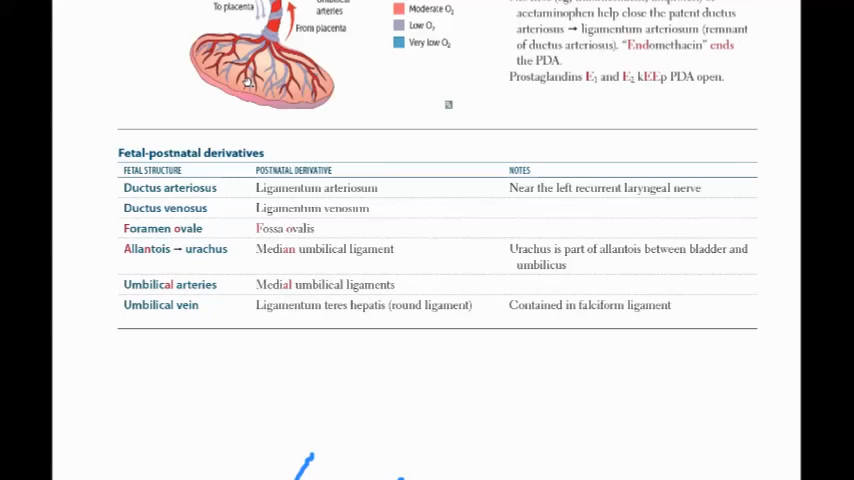 To placenta
arteries
From placenta
Moderate O2
Low O2
Very low O2
acetaminophen help close the patent ductus
arteriosus → ligamentum arteriosum (remnant
of ductus arteriosus). "Endomethacin" ends
the PDA.
Prostaglandins E1 and E2 kEEp PDA open.
Fetal-postnatal derivatives
FETAL STRUCTURE POSTNATAL DERIVATIVE NOTES
Ductus arteriosus Ligamentum arteriosum Near the left recurrent laryngeal nerve
Ductus venosus Ligamentum venosum
Foramen ovale Fossa ovalis
Allantois → urachus Median umbilical ligament Urachus is part of allantois between bladder and
umbilicus
Umbilical arteries Medial umbilical ligaments
Umbilical vein Ligamentum teres hepatis (round ligament) Contained in falciform ligament